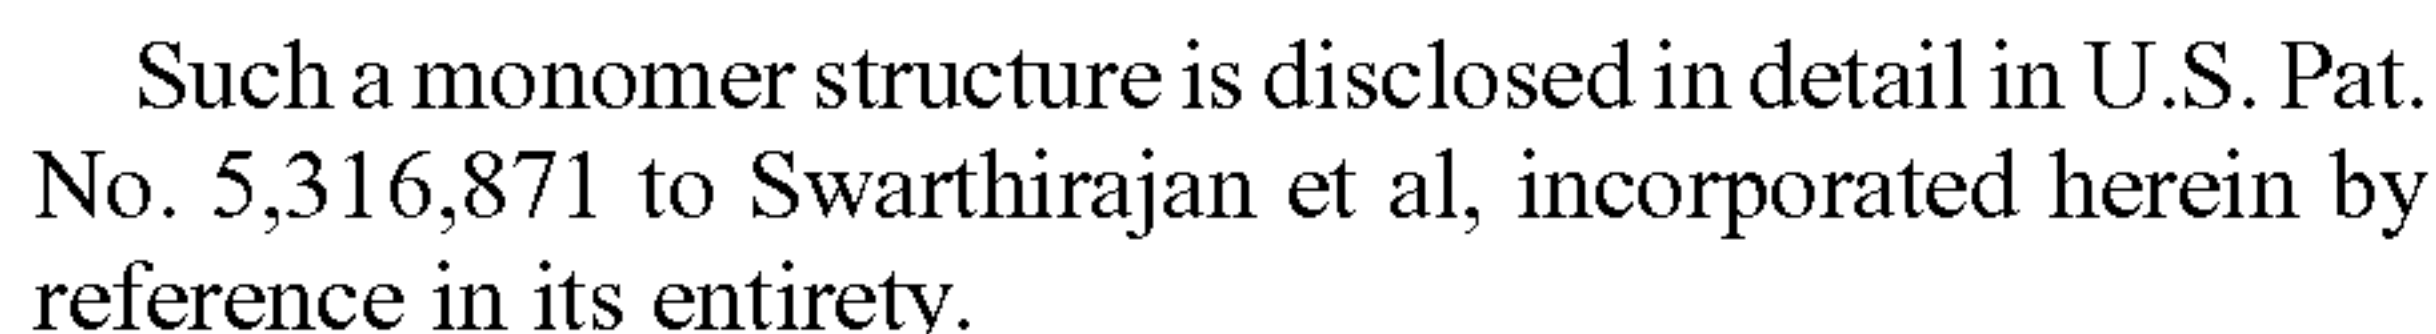 Such a monomer structure is disclosed in detail in U.S. Pat.
No. 5,316,871 to Swarthirajan et al, incorporated herein by
reference in its entirety.